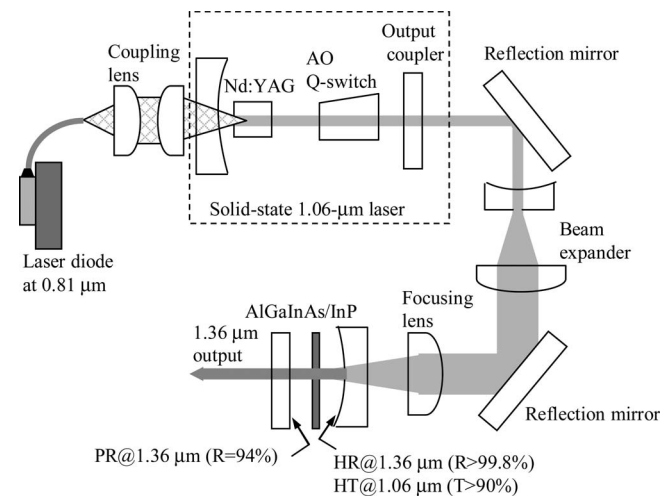 Coupling
lens
Nd:YAG
AO
Q-switch
Output
coupler
Reflection mirror
Solid-state 1.06-μm laser
Laser diode
at 0.81 μm
Beam
expander
AlGaInAs/InP
Focusing
lens
1.36 μm
output
Reflection mirror
PR@1.36 μm (R=94%)
HR@1.36 μm (R>99.8%)
HT@1.06 μm (T>90%)